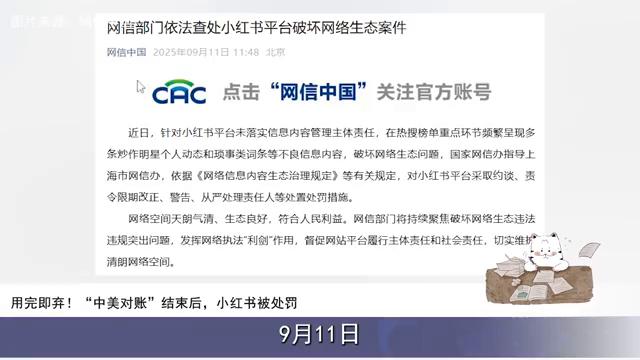 图片来源：网信
网信部门依法查处小红书平台破坏网络生态案件
网信中国 2025年09月11日 11:48 北京
CAC 点击“网信中国”关注官方账号
近日，针对小红书平台未落实信息内容管理主体责任，在热搜榜单重点环节频繁呈现多
条炒作明星个人动态和琐事类词条等不良信息内容，破坏网络生态问题，国家网信办指导上
海市网信办，依据《网络信息内容生态治理规定》等有关规定，对小红书平台采取约谈、责
令限期改正、警告、从严处理责任人等处置处罚措施。
网络空间天朗气清、生态良好，符合人民利益。网信部门将持续聚焦破坏网络生态违法
违规突出问题，发挥网络执法“利剑”作用，督促网站平台履行主体责任和社会责任，切实维护
清朗网络空间。
用完即弃！“中美对账”结束后，小红书被处罚
9月11日